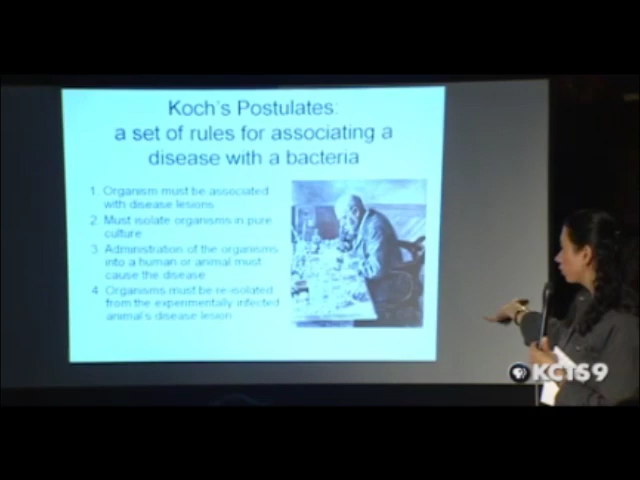 Koch's Postulates:
a set of rules for associating a
disease with a bacteria
1. Organism must be associated
with disease lesions.
2. Must isolate organisms in pure
culture.
3. Administration of the organisms
into a human or animal must
cause the disease.
4. Organisms must be re-isolated
from the experimentally infected
animal's disease lesion.
KCTS9